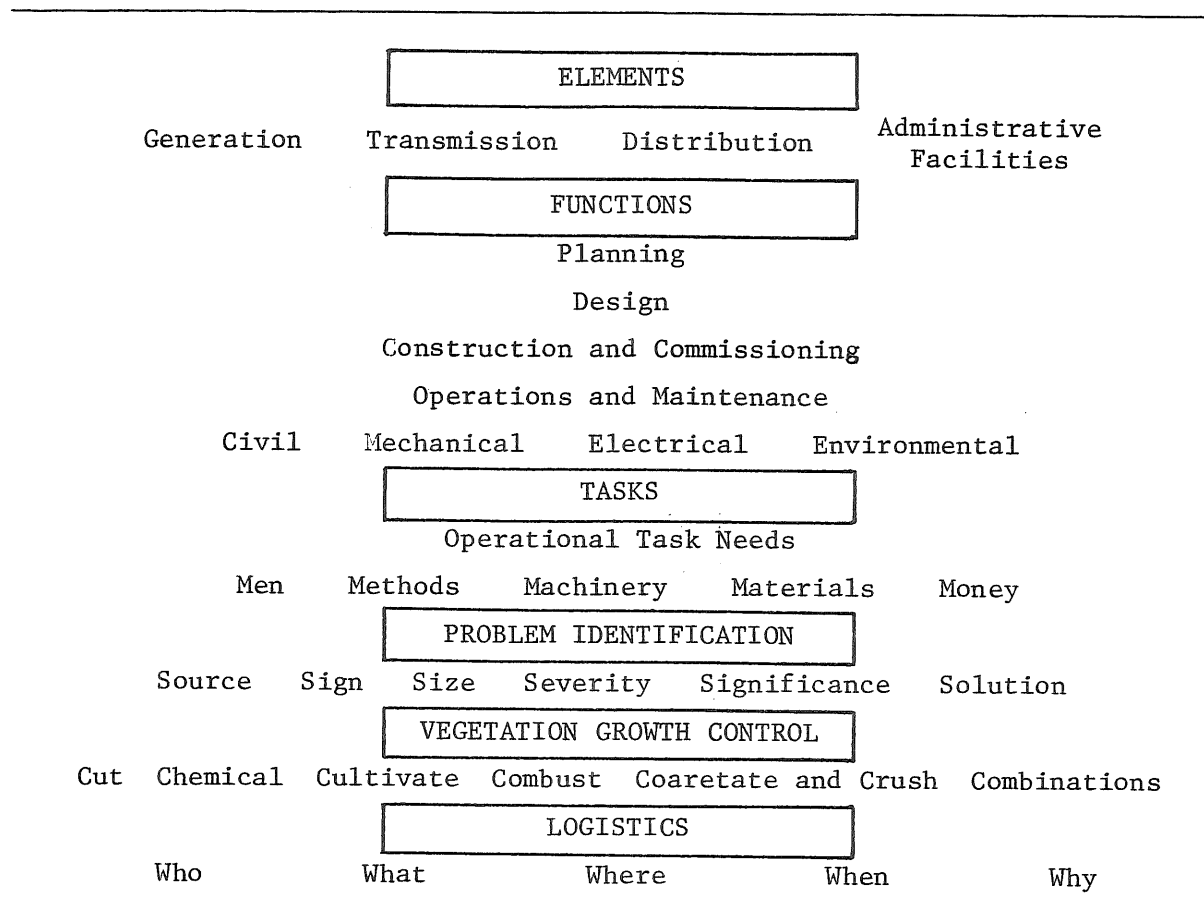 ELEMENTS
Generation Transmission Distribution Administrative Facilities
FUNCTIONS
Planning
Design
Construction and Commissioning
Operations and Maintenance
Civil Mechanical Electrical Environmental
TASKS
Operational Task Needs
Men Methods Machinery Materials Money
PROBLEM IDENTIFICATION
Source Sign Size Severity Significance Solution
VEGETATION GROWTH CONTROL
Cut Chemical Cultivate Combust Coaretate and Crush Combinations
LOGISTICS
Who What Where When Why